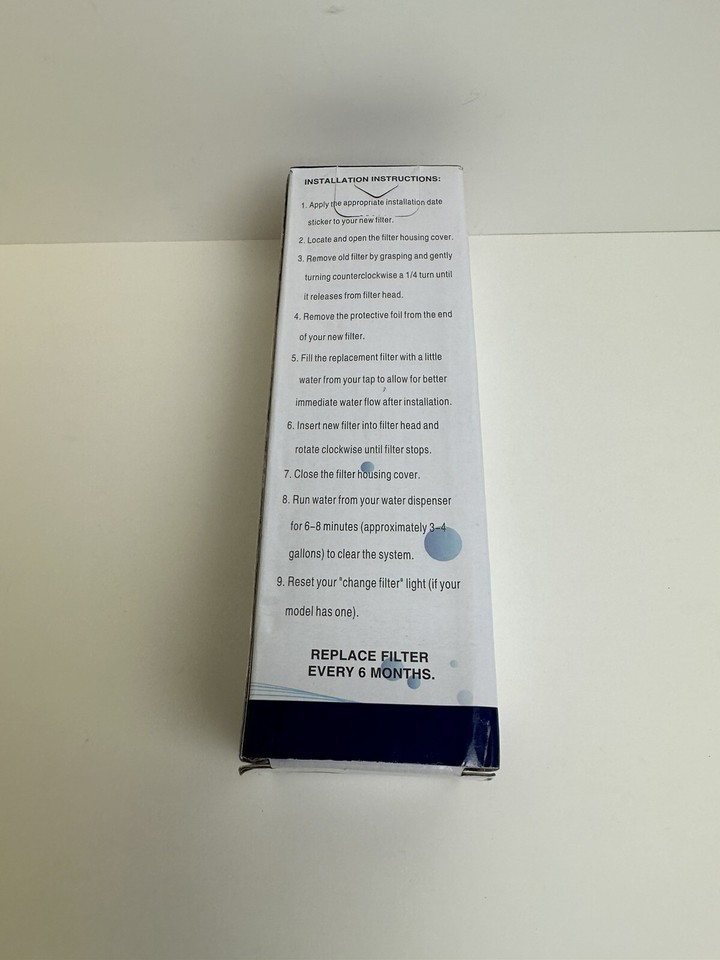 INSTALLATION INSTRUCTIONS:
1. Apply the appropriate installation date
sticker to your new filter.
2. Locate and open the filter housing cover.
3. Remove old filter by grasping and gently
turning counterclockwise a 1/4 turn until
it releases from filter head.
4. Remove the protective foil from the end
of your new filter.
5. Fill the replacement filter with a little
water from your tap to allow for better
immediate water flow after installation.
6. Insert new filter into filter head and
rotate clockwise until filter stops.
7. Close the filter housing cover.
8. Run water from your water dispenser
for 6–8 minutes (approximately 3–4
gallons) to clear the system.
9. Reset your "change filter" light (if your
model has one).
REPLACE FILTER
EVERY 6 MONTHS.